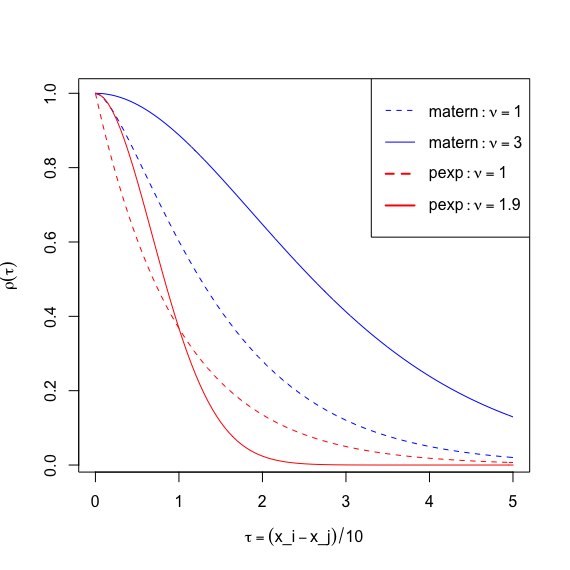 matern : ν = 1
matern : ν = 3
pexp : ν = 1
pexp : ν = 1.9
ρ(τ)
1.0
0.8
0.6
0.4
0.2
0.0
0 1 2 3 4 5
τ = (x_i − x_j)/10